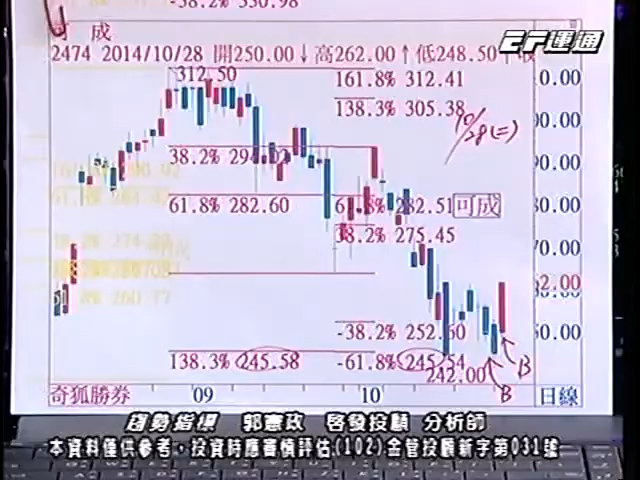 -38.2% 330.98
可成
EF運通
2474 2014/10/28 開250.00↓高262.00↑低248.50↑收
312.50
161.8% 312.41
138.3% 305.38
10/28(二)
38.2% 294.02
61.8% 282.60
61.8% 282.51 可成
38.2% 275.45
-38.2% 252.60
138.3% 245.58
-61.8% 245.54
242.00
B
B
奇狐勝券 09 10 日線
趨勢指標 郭憲政 啓發投顧 分析師
本資料僅供參考，投資時應審慎評估.(102)金管投顧新字第031號